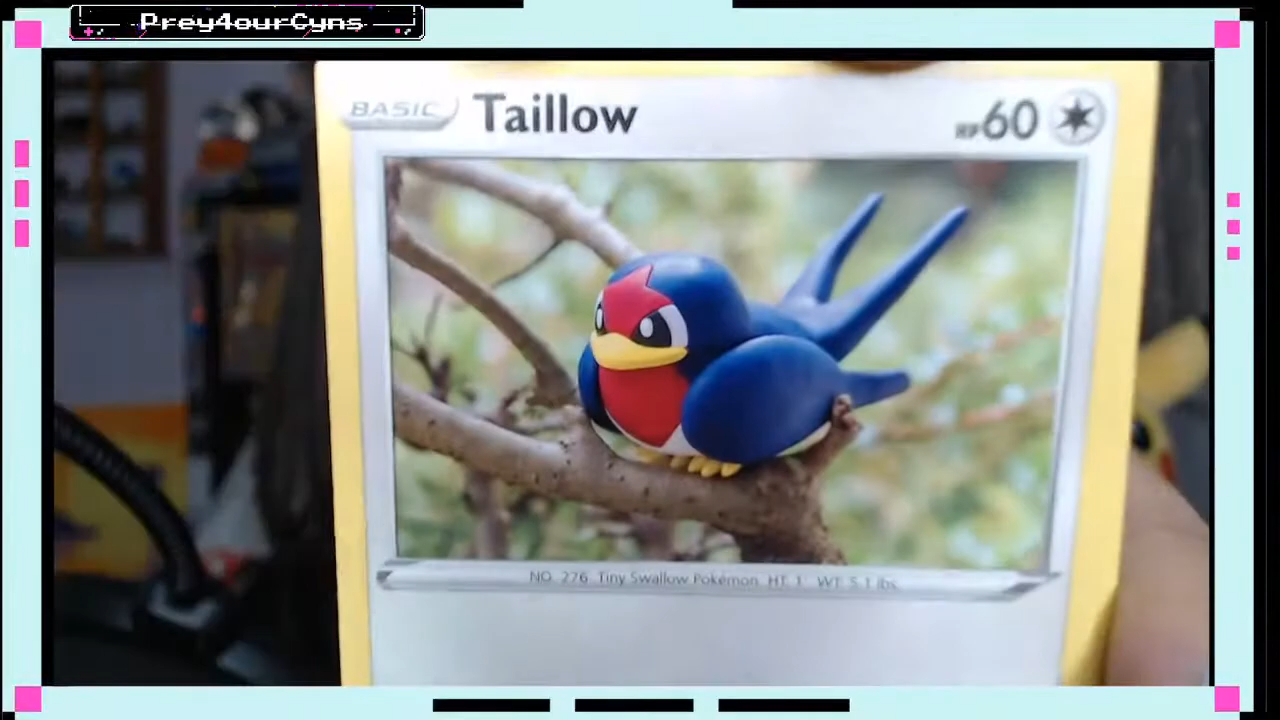 Prey4ourCyns
BASIC Taillow HP60
NO. 276 Tiny Swallow Pokémon HT. 1' WT. 5.1 lbs.